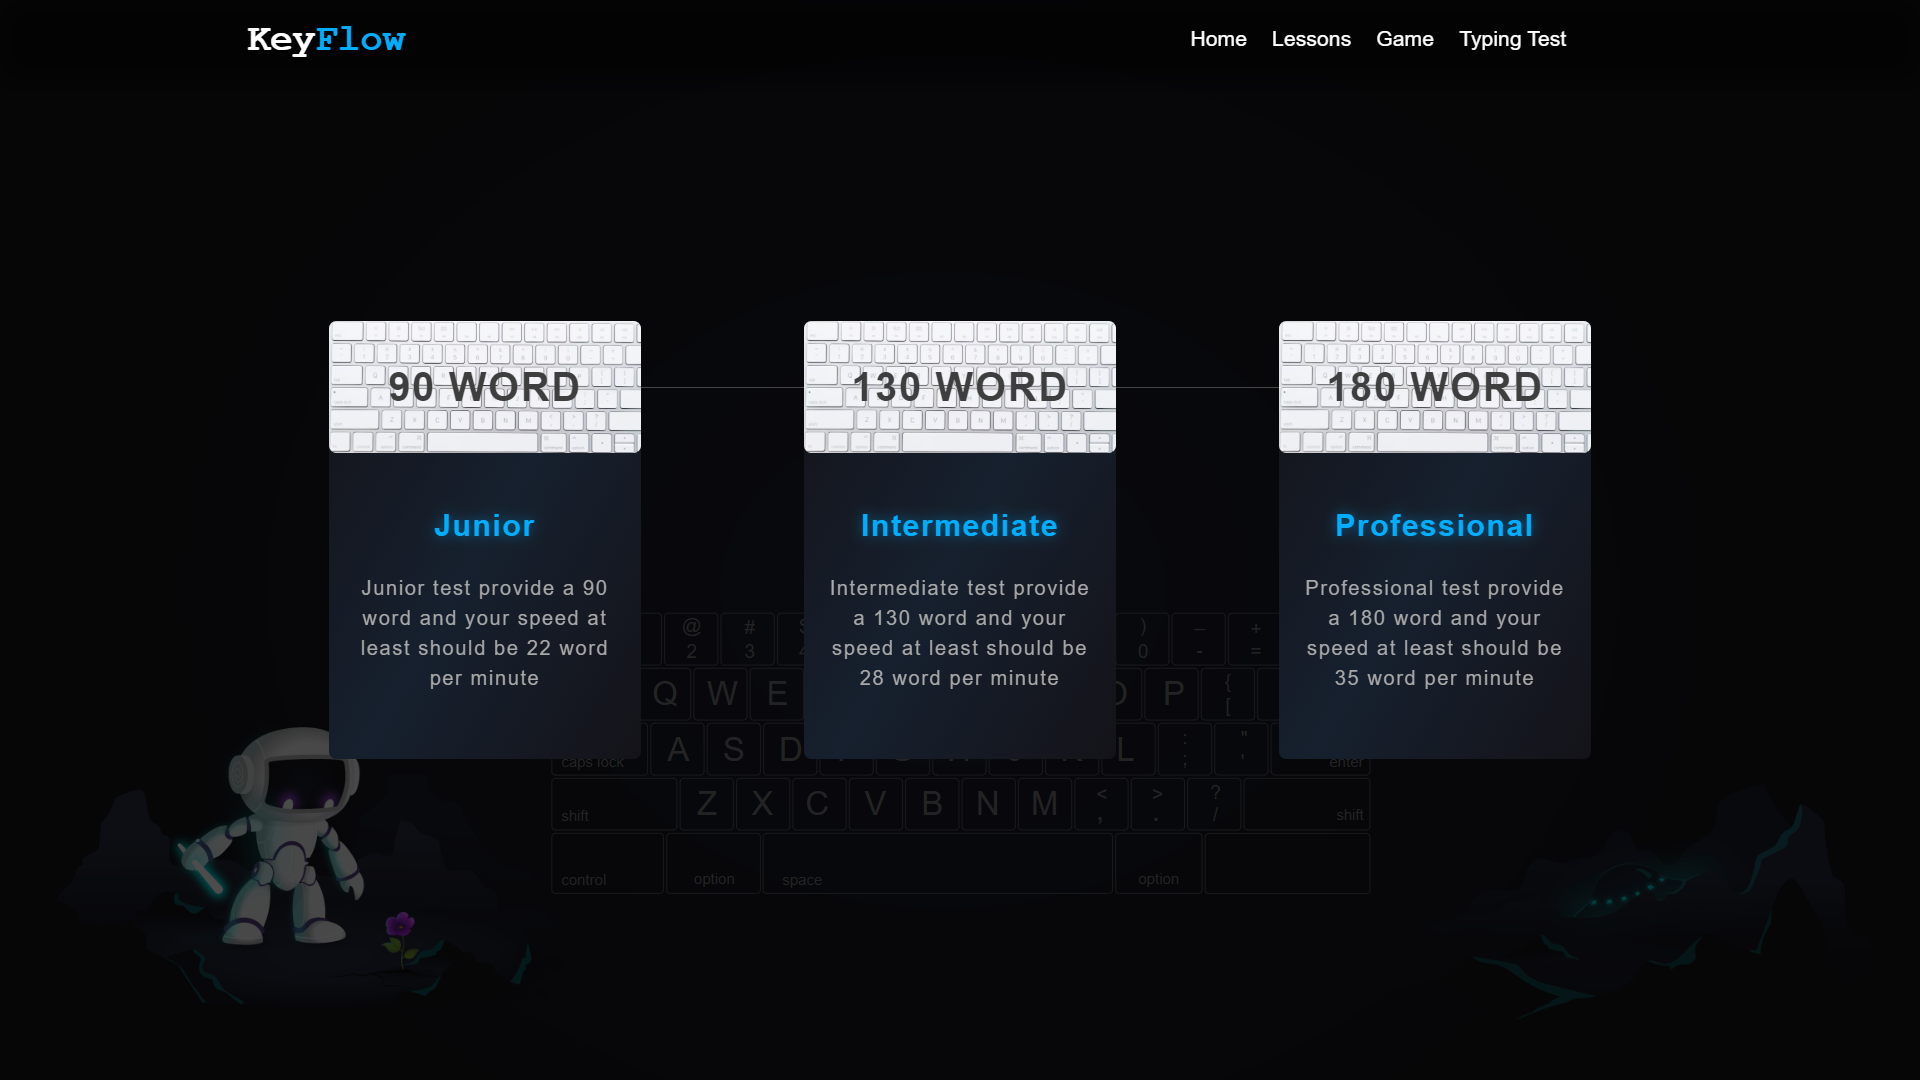 KeyFlow
Home Lessons Game Typing Test
90 WORD
130 WORD
180 WORD
Junior
Junior test provide a 90
word and your speed at
least should be 22 word
per minute
Intermediate
Intermediate test provide
a 130 word and your
speed at least should be
28 word per minute
Professional
Professional test provide
a 180 word and your
speed at least should be
35 word per minute
@ # )  – +
2 3 0 - =
Q W E P { [
A S D L : ; " '
caps lock enter
shift Z X C V B N M < , > . ? / shift
control option space option